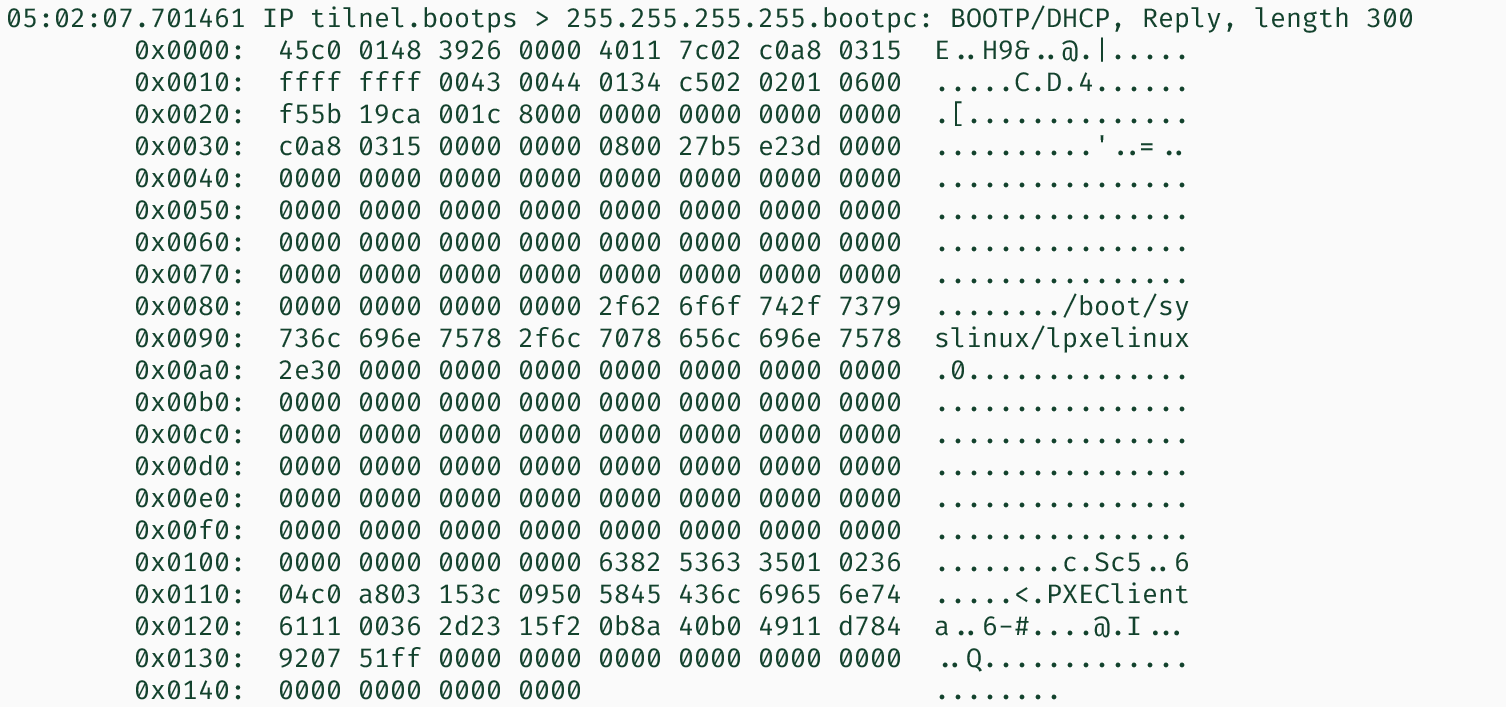 05:02:07.701461 IP tilnel.bootps > 255.255.255.255.bootpc: BOOTP/DHCP, Reply, length 300
0x0000: 45c0 0148 3926 0000 4011 7c02 c0a8 0315 E..H9&..@.|.....
0x0010: ffff ffff 0043 0044 0134 c502 0201 0600 .....C.D.4......
0x0020: f55b 19ca 001c 8000 0000 0000 0000 0000 .[..............
0x0030: c0a8 0315 0000 0000 0800 27b5 e23d 0000 ..........'..=..
0x0040: 0000 0000 0000 0000 0000 0000 0000 0000 ................
0x0050: 0000 0000 0000 0000 0000 0000 0000 0000 ................
0x0060: 0000 0000 0000 0000 0000 0000 0000 0000 ................
0x0070: 0000 0000 0000 0000 0000 0000 0000 0000 ................
0x0080: 0000 0000 0000 0000 2f62 6f6f 742f 7379 ......../boot/sy
0x0090: 736c 696e 7578 2f6c 7078 656c 696e 7578 slinux/lpxelinux
0x00a0: 2e30 0000 0000 0000 0000 0000 0000 0000 .0..............
0x00b0: 0000 0000 0000 0000 0000 0000 0000 0000 ................
0x00c0: 0000 0000 0000 0000 0000 0000 0000 0000 ................
0x00d0: 0000 0000 0000 0000 0000 0000 0000 0000 ................
0x00e0: 0000 0000 0000 0000 0000 0000 0000 0000 ................
0x00f0: 0000 0000 0000 0000 0000 0000 0000 0000 ................
0x0100: 0000 0000 0000 0000 6382 5363 3501 0236 ........c.Sc5..6
0x0110: 04c0 a803 153c 0950 5845 436c 6965 6e74 .....<.PXEClient
0x0120: 6111 0036 2d23 15f2 0b8a 40b0 4911 d784 a..6-#....@.I...
0x0130: 9207 51ff 0000 0000 0000 0000 0000 0000 ..Q.............
0x0140: 0000 0000 0000 0000 ........